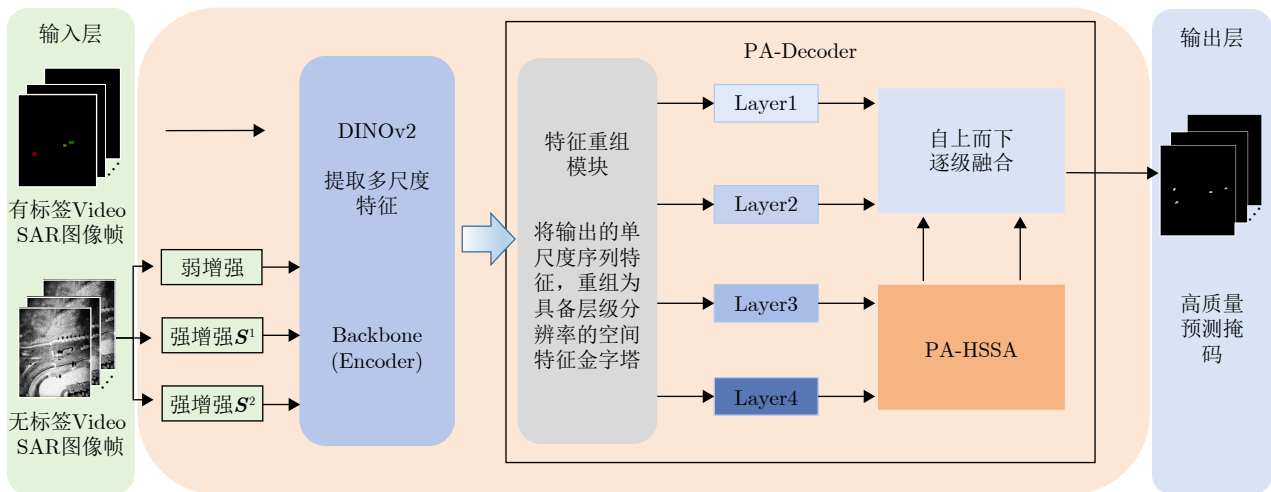 输入层
有标签Video
SAR图像帧
无标签Video
SAR图像帧
弱增强
强增强S¹
强增强S²
DINOv2
提取多尺度
特征
Backbone
(Encoder)
PA-Decoder
特征重组
模块
将输出的单
尺度序列特
征，重组为
具备层级分
辨率的空间
特征金字塔
Layer1
Layer2
Layer3
Layer4
自上而下
逐级融合
PA-HSSA
输出层
高质量
预测掩
码